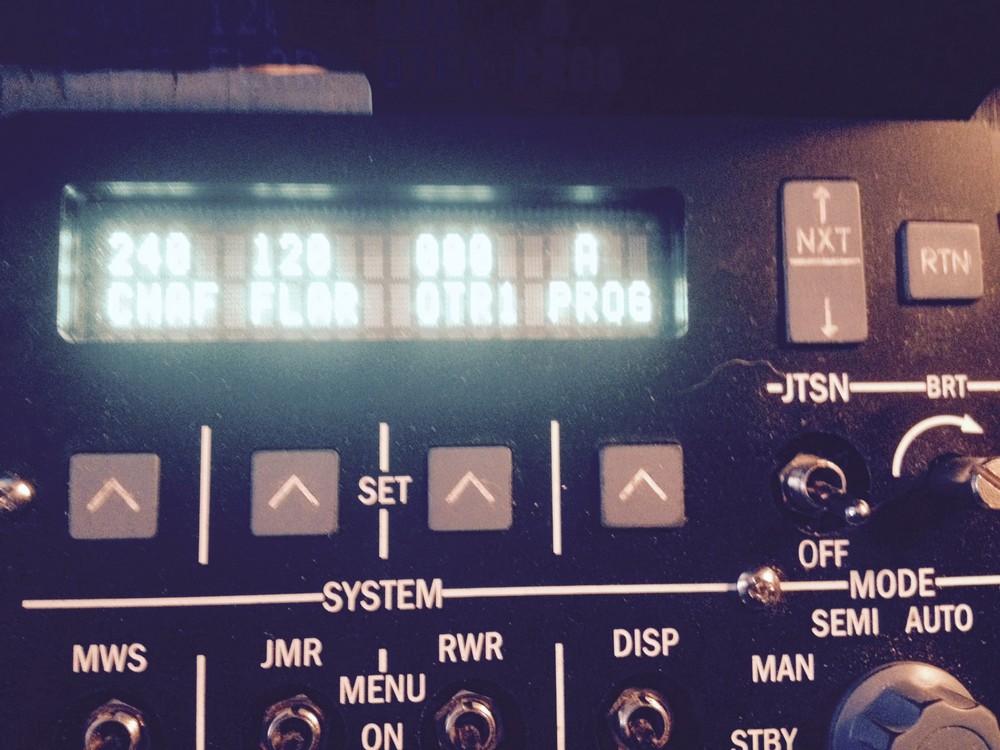 240 120 000 A
CHAF FLAR OTR1 PROG
NXT
RTN
JTSN
BRT
SET
OFF
SYSTEM
MODE
SEMI AUTO
MWS JMR RWR DISP
MAN
MENU
ON
STBY